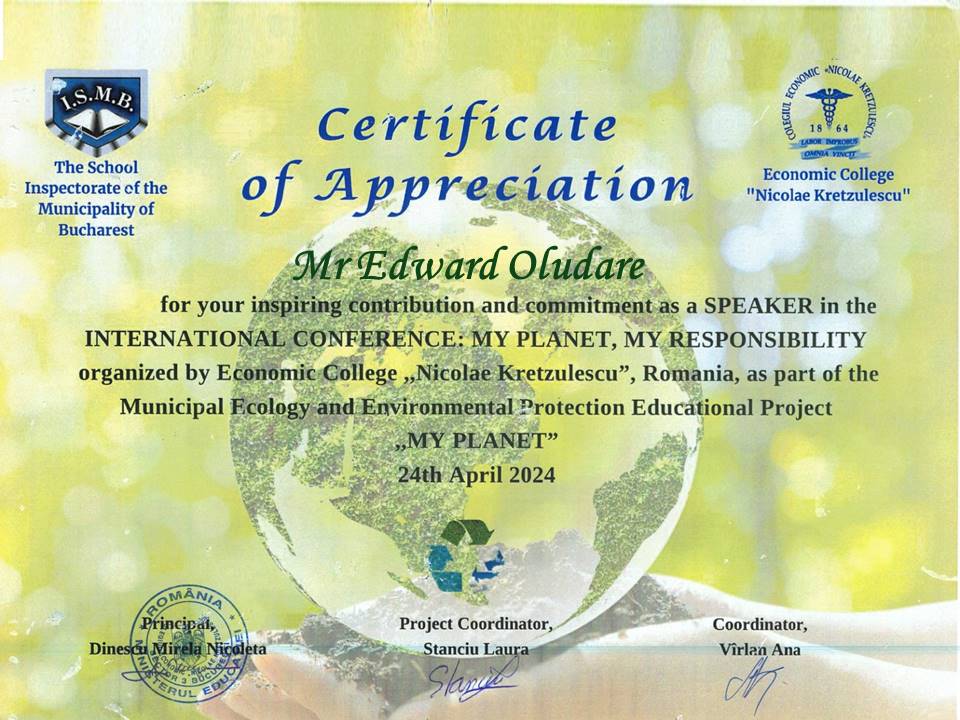 I.S.M.B.
The School
Inspectorate of the
Municipality of
Bucharest
COLEGIUL ECONOMIC «NICOLAE KRETZULESCU»
18 64
LABOR IMPROBUS
OMNIA VINCIT
Economic College
"Nicolae Kretzulescu"
Certificate
of Appreciation
Mr Edward Oludare
for your inspiring contribution and commitment as a SPEAKER in the
INTERNATIONAL CONFERENCE: MY PLANET, MY RESPONSIBILITY
organized by Economic College ,,Nicolae Kretzulescu”, Romania, as part of the
Municipal Ecology and Environmental Protection Educational Project
,,MY PLANET”
24th April 2024
Principal,
Dinescu Mirela Nicoleta
ROMÂNIA
MINISTERUL EDUCAȚIEI
SECTOR 3 BUCUREȘTI
Project Coordinator,
Stanciu Laura
Coordinator,
Vîrlan Ana